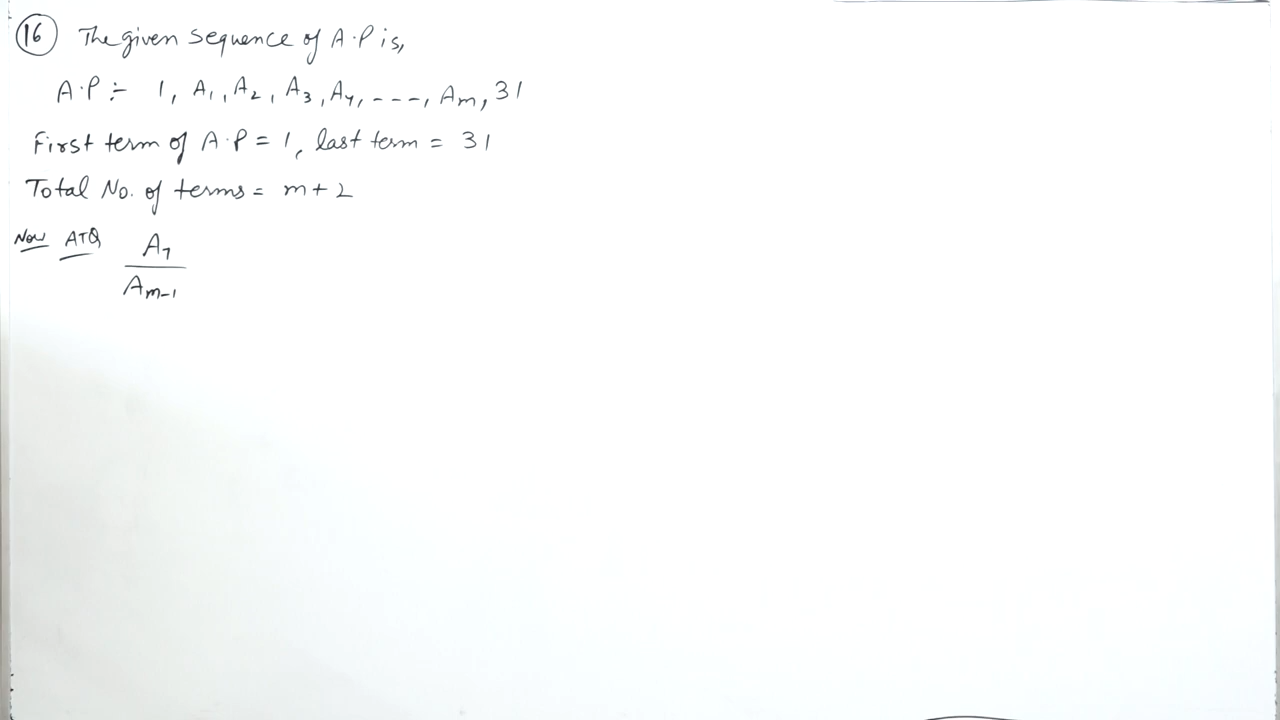 16 The given sequence of A.P is,
A.P ÷ 1, A₁, A₂, A₃, A₄, ---, Aₘ, 31
First term of A.P = 1, last term = 31
Total No. of terms = m+2
Now ATQ A₇
Aₘ₋₁